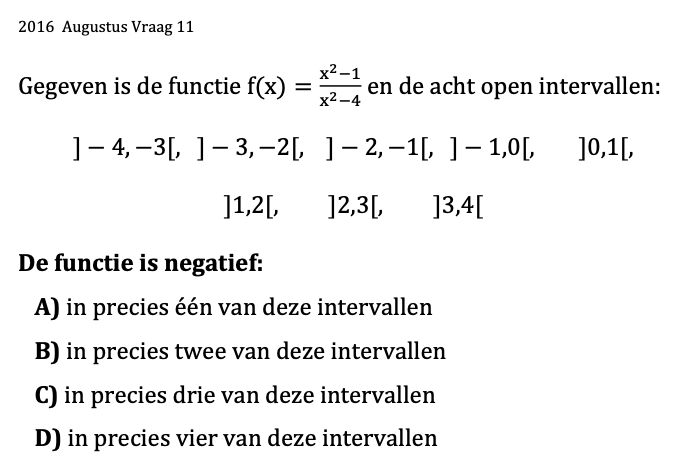 2016 Augustus Vraag 11
Gegeven is de functie f(x) = \frac{x²−1}{x²−4} en de acht open intervallen:
]−4,−3[, ]−3,−2[, ]−2,−1[, ]−1,0[, ]0,1[,
]1,2[, ]2,3[, ]3,4[
De functie is negatief:
A) in precies één van deze intervallen
B) in precies twee van deze intervallen
C) in precies drie van deze intervallen
D) in precies vier van deze intervallen